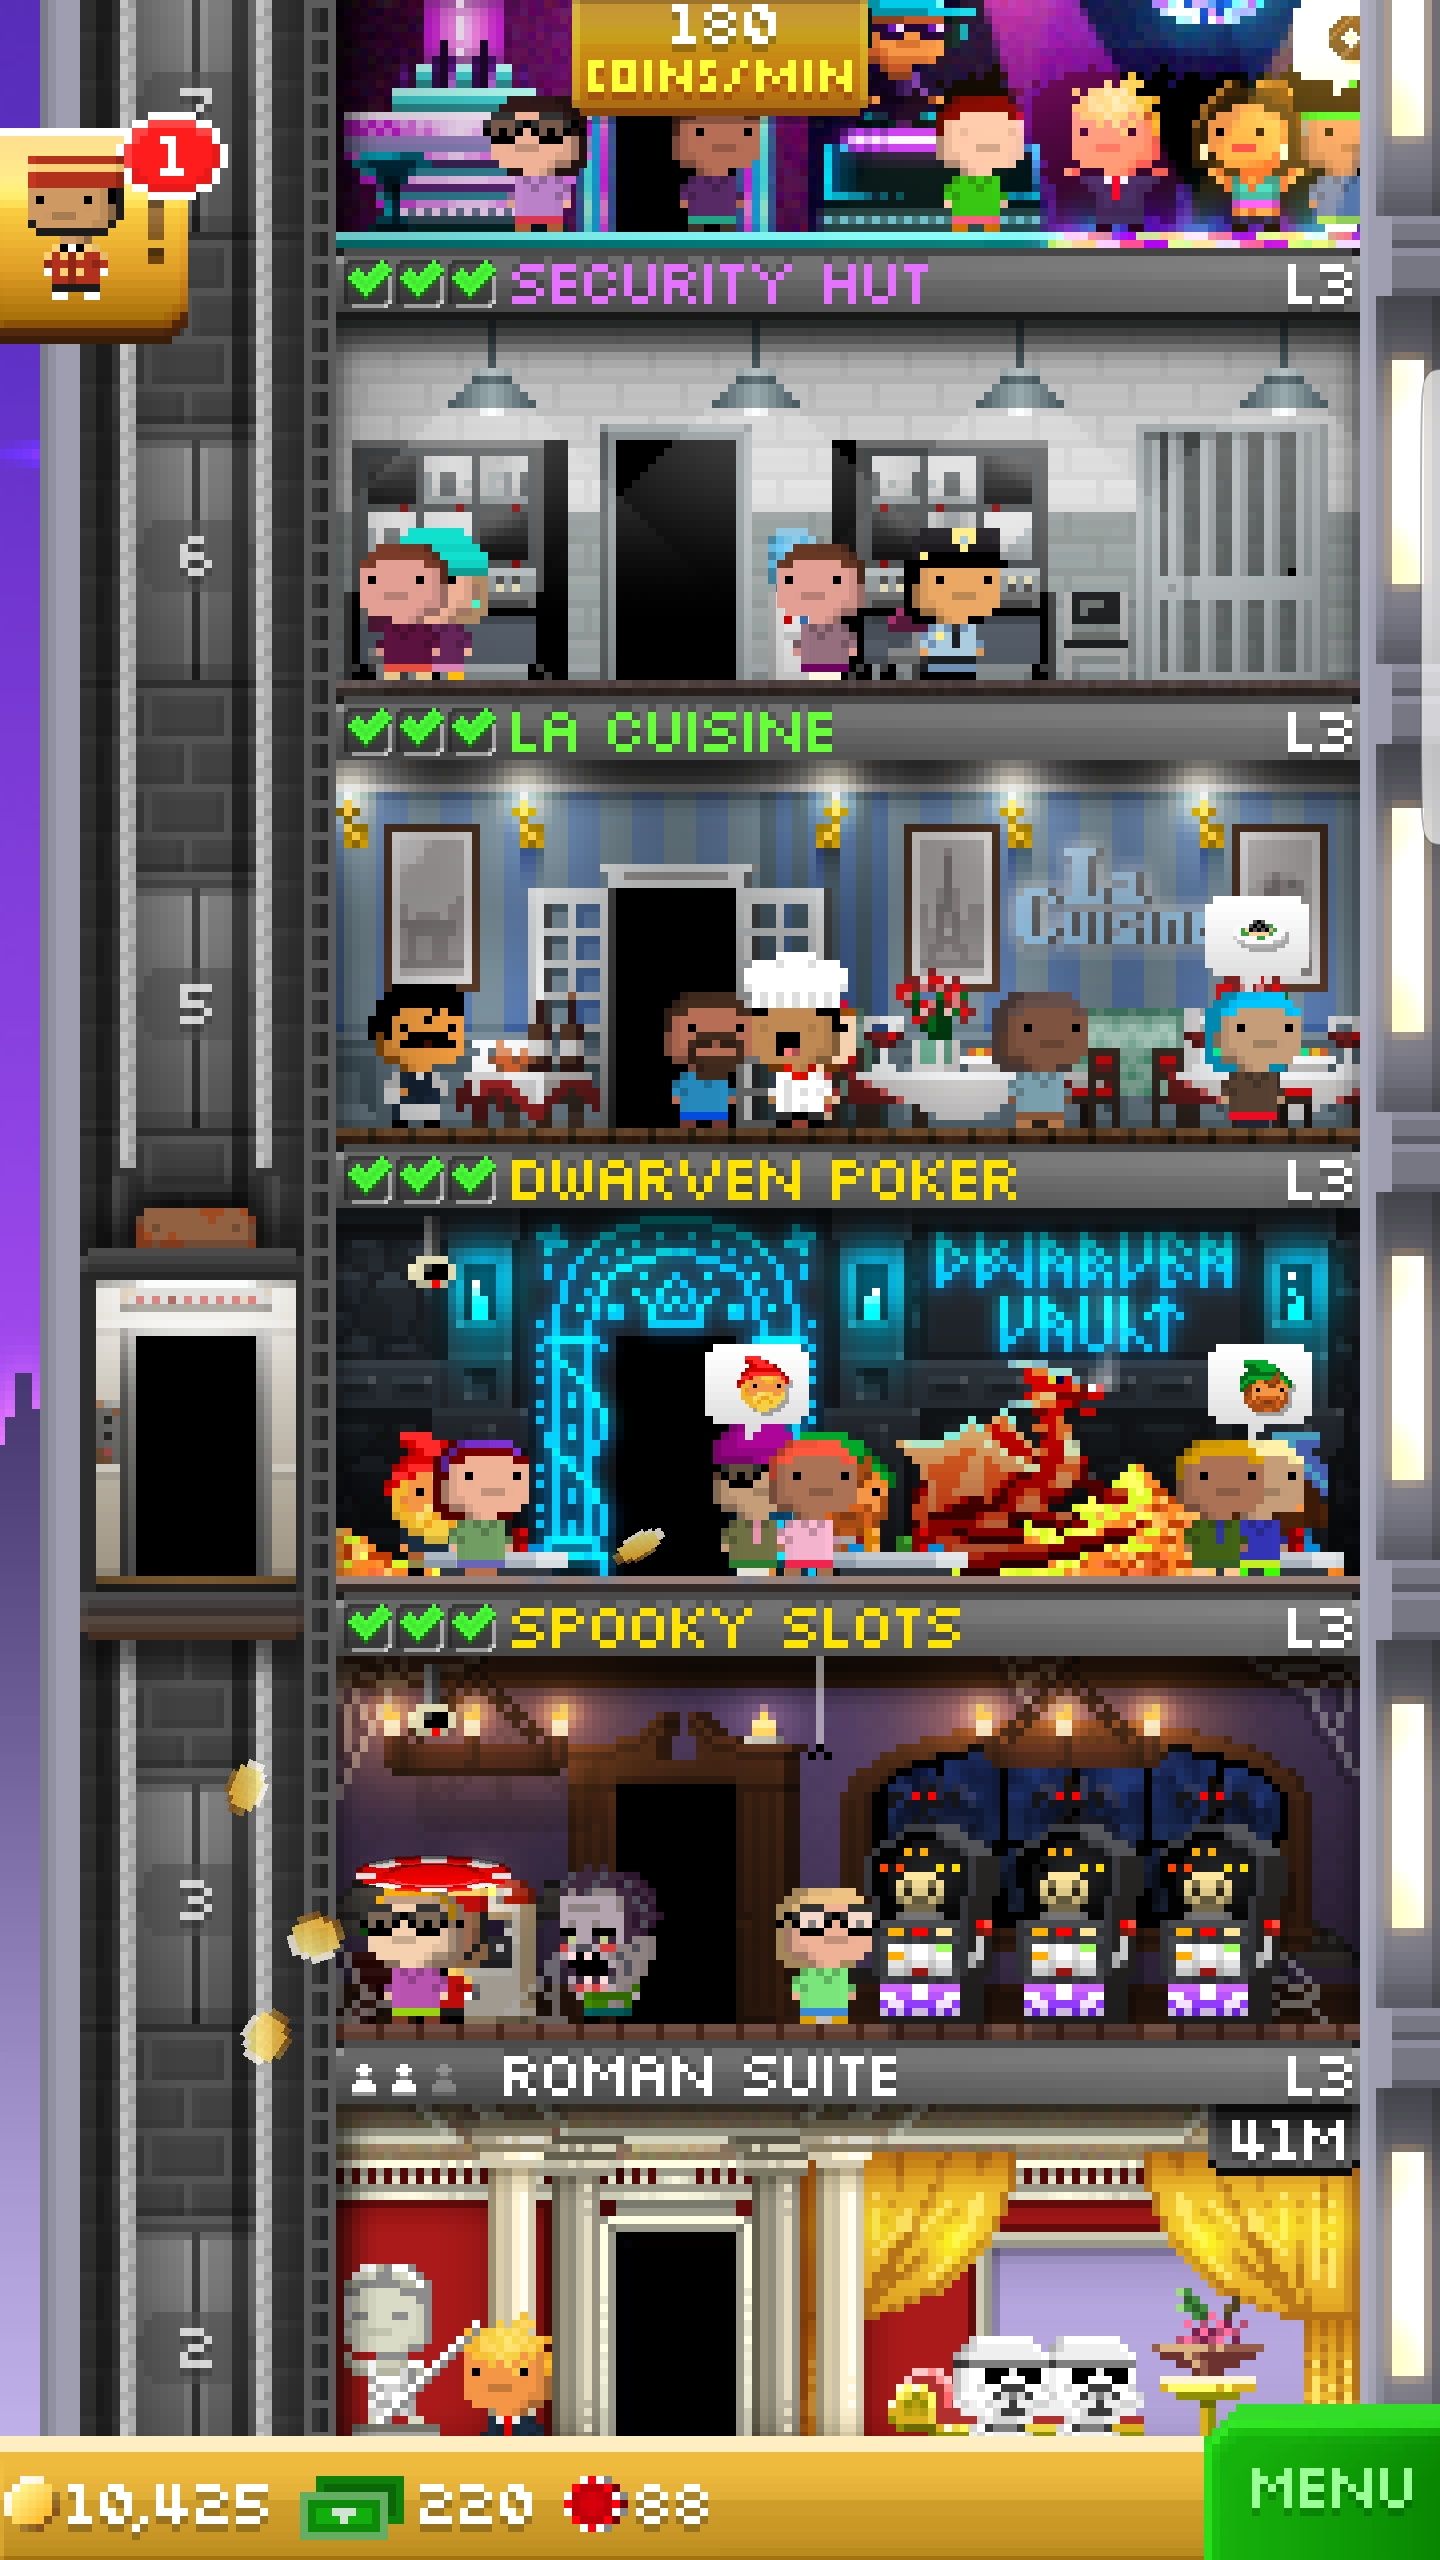 180
COINS/MIN
7
1
!
SECURITY HUT L3
6
LA CUISINE L3
La
Cuisine
5
DWARVEN POKER L3
DWARVEN
VAULT
SPOOKY SLOTS L3
3
ROMAN SUITE L3
41M
2
10,425 220 88
MENU